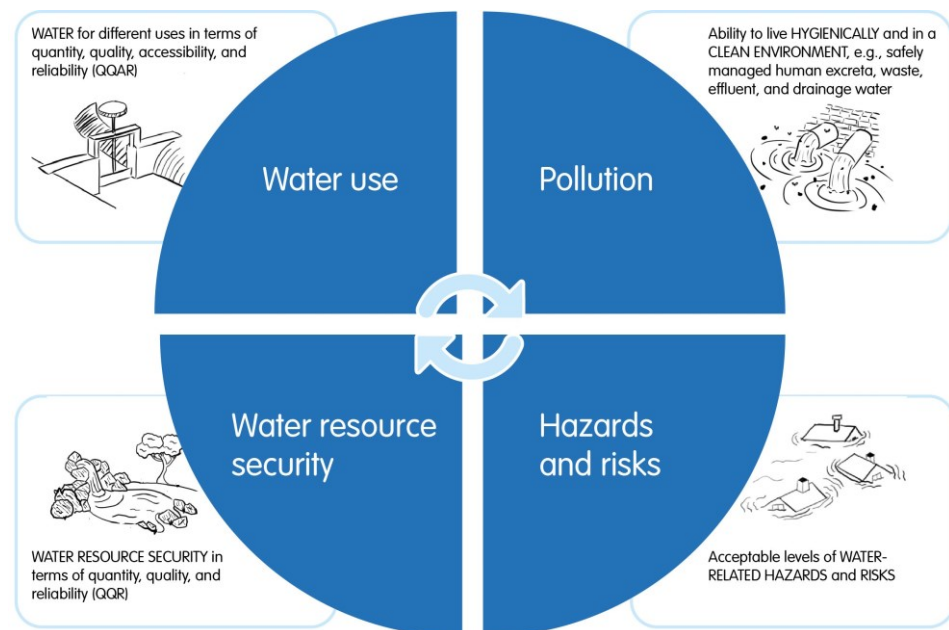 WATER for different uses in terms of
quantity, quality, accessibility, and
reliability (QQAR)
Water use
Ability to live HYGIENICALLY and in a
CLEAN ENVIRONMENT, e.g., safely
managed human excreta, waste,
effluent, and drainage water
Pollution
Water resource
security
WATER RESOURCE SECURITY in
terms of quantity, quality, and
reliability (QQR)
Hazards
and risks
Acceptable levels of WATER-
RELATED HAZARDS and RISKS